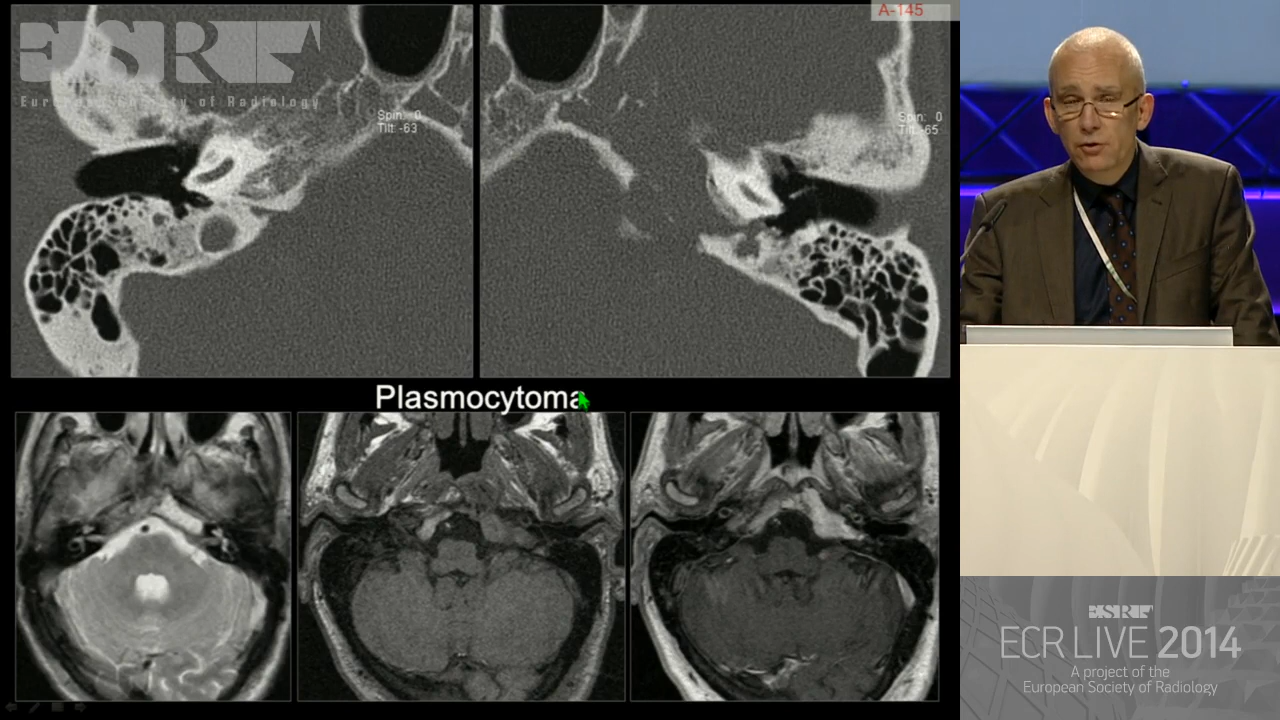 A-145
ESR
European Society of Radiology
Spin: 0
Tilt: -63
Spin: 0
Tilt: -65
Plasmocytoma
ESR
ECR LIVE 2014
A project of the
European Society of Radiology